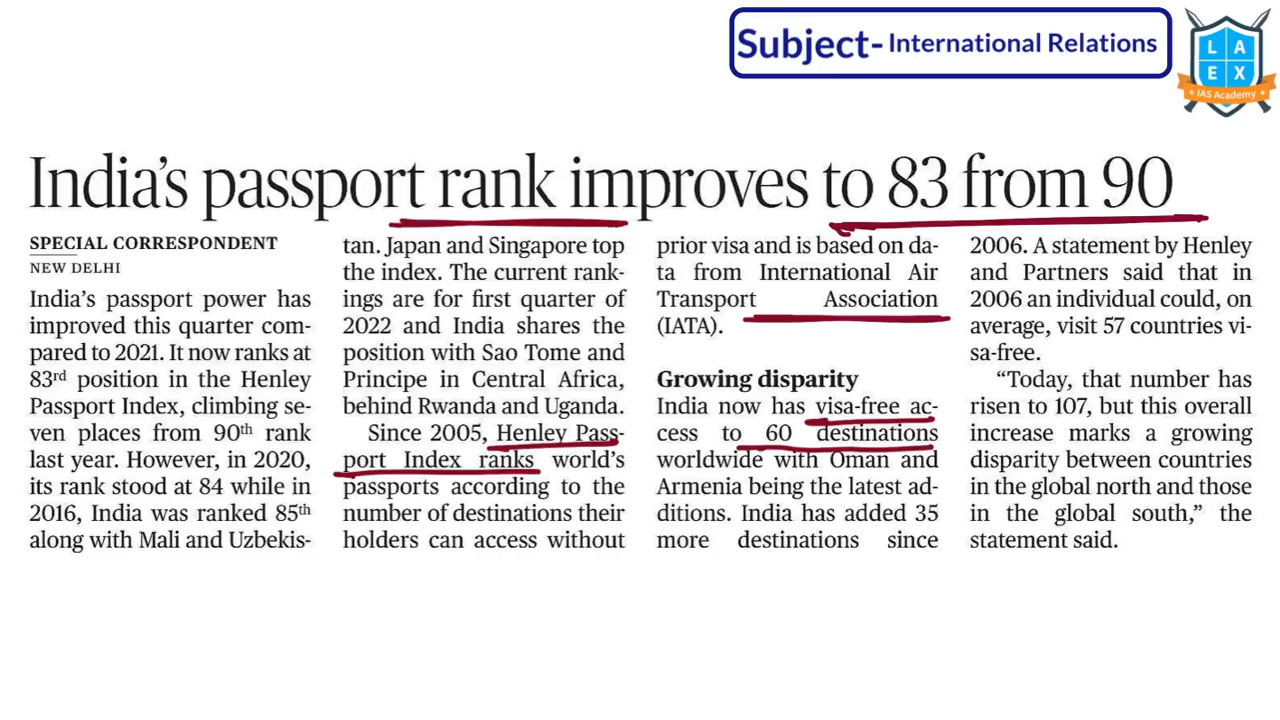 Subject- International Relations
L A
E X
IAS Academy
India's passport rank improves to 83 from 90
SPECIAL CORRESPONDENT
NEW DELHI
India's passport power has
improved this quarter com-
pared to 2021. It now ranks at
83rd position in the Henley
Passport Index, climbing se-
ven places from 90th rank
last year. However, in 2020,
its rank stood at 84 while in
2016, India was ranked 85th
along with Mali and Uzbekis-
tan. Japan and Singapore top
the index. The current rank-
ings are for first quarter of
2022 and India shares the
position with Sao Tome and
Principe in Central Africa,
behind Rwanda and Uganda.
Since 2005, Henley Pass-
port Index ranks world's
passports according to the
number of destinations their
holders can access without
prior visa and is based on da-
ta from International Air
Transport Association
(IATA).
Growing disparity
India now has visa-free ac-
cess to 60 destinations
worldwide with Oman and
Armenia being the latest ad-
ditions. India has added 35
more destinations since
2006. A statement by Henley
and Partners said that in
2006 an individual could, on
average, visit 57 countries vi-
sa-free.
"Today, that number has
risen to 107, but this overall
increase marks a growing
disparity between countries
in the global north and those
in the global south," the
statement said.